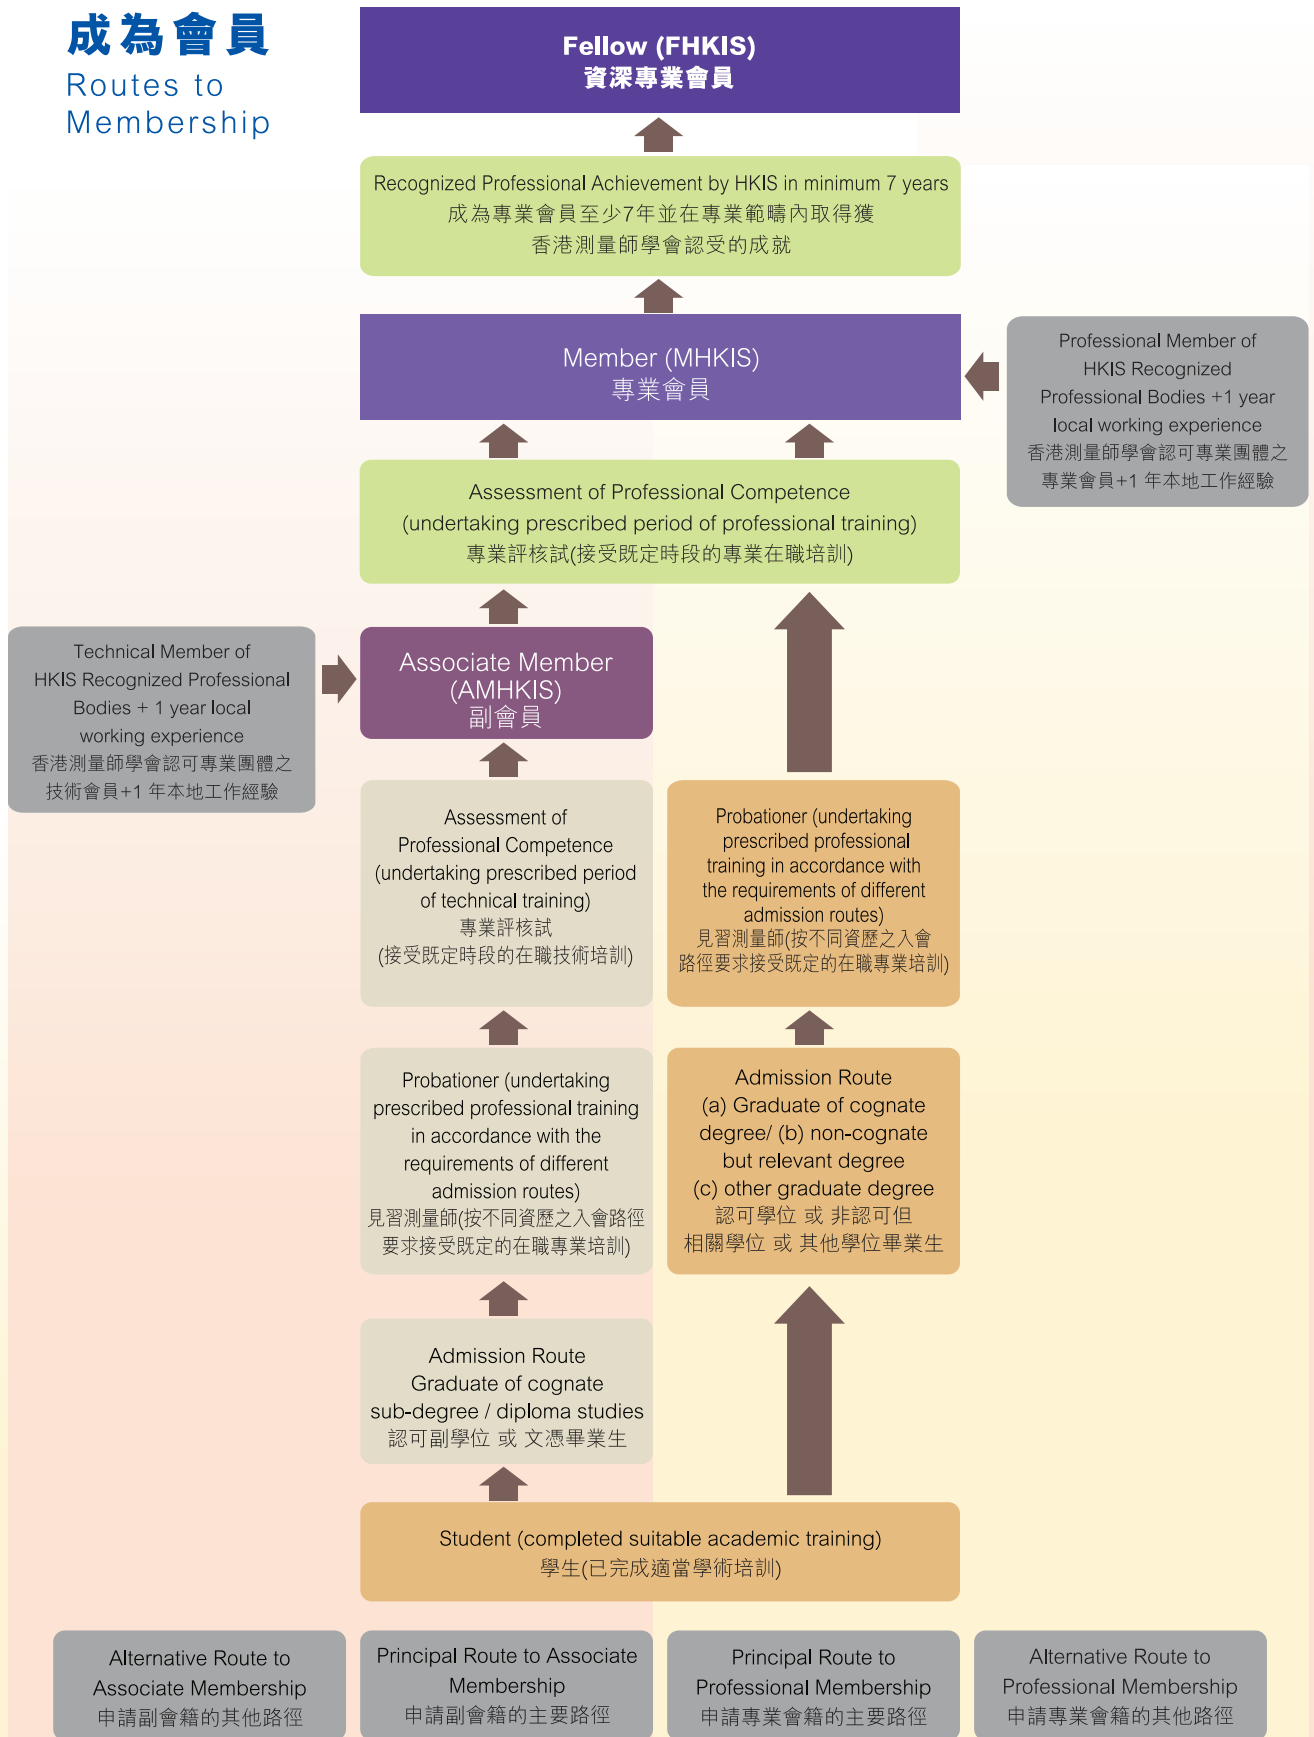 成為會員
Routes to
Membership
Fellow (FHKIS)
資深專業會員
Recognized Professional Achievement by HKIS in minimum 7 years
成為專業會員至少7年並在專業範疇內取得獲
香港測量師學會認受的成就
Member (MHKIS)
專業會員
Professional Member of
HKIS Recognized
Professional Bodies +1 year
local working experience
香港測量師學會認可專業團體之
專業會員+1 年本地工作經驗
Assessment of Professional Competence
(undertaking prescribed period of professional training)
專業評核試(接受既定時段的專業在職培訓)
Technical Member of
HKIS Recognized Professional
Bodies + 1 year local
working experience
香港測量師學會認可專業團體之
技術會員+1 年本地工作經驗
Associate Member
(AMHKIS)
副會員
Assessment of
Professional Competence
(undertaking prescribed period
of technical training)
專業評核試
(接受既定時段的在職技術培訓)
Probationer (undertaking
prescribed professional
training in accordance with
the requirements of different
admission routes)
見習測量師(按不同資歷之入會
路徑要求接受既定的在職專業培訓)
Probationer (undertaking
prescribed professional training
in accordance with the
requirements of different
admission routes)
見習測量師(按不同資歷之入會路徑
要求接受既定的在職專業培訓)
Admission Route
(a) Graduate of cognate
degree/ (b) non-cognate
but relevant degree
(c) other graduate degree
認可學位 或 非認可但
相關學位 或 其他學位畢業生
Admission Route
Graduate of cognate
sub-degree / diploma studies
認可副學位 或 文憑畢業生
Student (completed suitable academic training)
學生(已完成適當學術培訓)
Alternative Route to
Associate Membership
申請副會籍的其他路徑
Principal Route to Associate
Membership
申請副會籍的主要路徑
Principal Route to
Professional Membership
申請專業會籍的主要路徑
Alternative Route to
Professional Membership
申請專業會籍的其他路徑